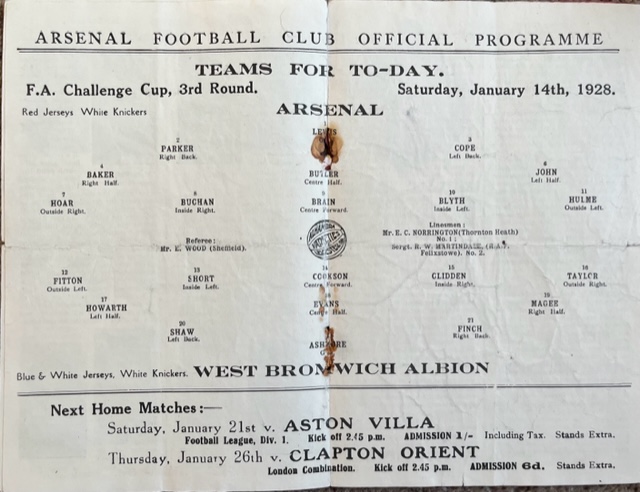 ARSENAL FOOTBALL CLUB OFFICIAL PROGRAMME
TEAMS FOR TO-DAY.
F.A. Challenge Cup, 3rd Round. Saturday, January 14th, 1928.
Red Jerseys White Knickers ARSENAL
1
LEWIS
2 3
PARKER COPE
Right Back. Left Back.
4 BUTLER 6
BAKER Centre Half. JOHN
Right Half. Left Half.
7 8 9 10 11
HOAR BUCHAN BRAIN BLYTH HULME
Outside Right. Inside Right. Centre Forward. Inside Left. Outside Left.
Referee:
Mr. E. WOOD (Sheffield).
Linesmen:
Mr. E. C. NORRINGTON (Thornton Heath)
No. 1;
Sergt. R. W. MARTINDALE, (R.A.F. Felixstowe). No. 2.
12 13 14 15 16
FITTON SHORT COOKSON GLIDDEN TAYLOR
Outside Left. Inside Left. Centre Forward. Inside Right. Outside Right.
17 18 19
HOWARTH EVANS MAGEE
Left Half. Centre Half. Right Half.
20 21
SHAW FINCH
Left Back. Right Back.
ASHMORE
Blue & White Jerseys, White Knickers. WEST BROMWICH ALBION
Next Home Matches:—
Saturday, January 21st v. ASTON VILLA
Football League, Div. 1. Kick off 2.45 p.m. ADMISSION 1/- Including Tax. Stands Extra.
Thursday, January 26th v. CLAPTON ORIENT
London Combination. Kick off 2.45 p.m. ADMISSION 6d. Stands Extra.